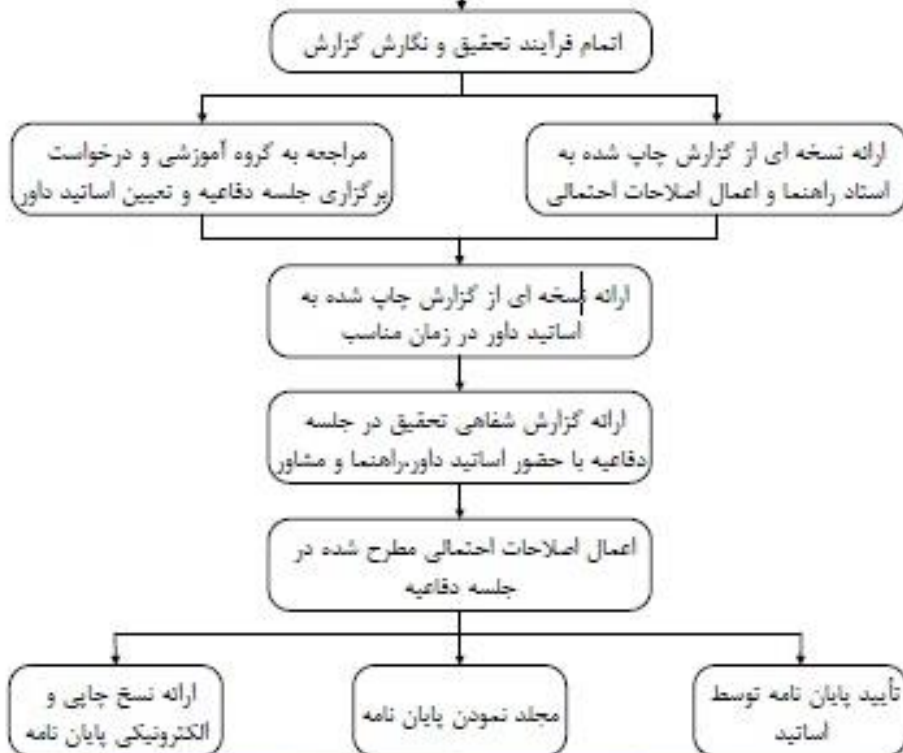 اتمام فرآیند تحقیق و نگارش گزارش
ارائه نسخه ای از گزارش چاپ شده به
استاد راهنما و اعمال اصلاحات احتمالی
مراجعه به گروه آموزشی و درخواست
برگزاری جلسه دفاعیه و تعیین اساتید داور
ارائه نسخه ای از گزارش چاپ شده به
اساتید داور در زمان مناسب
ارائه گزارش شفاهی تحقیق در جلسه
دفاعیه با حضور اساتید داور،راهنما و مشاور
اعمال اصلاحات احتمالی مطرح شده در
جلسه دفاعیه
تأیید پایان نامه توسط
اساتید
مجلد نمودن پایان نامه
ارائه نسخ چاپی و
الکترونیکی پایان نامه